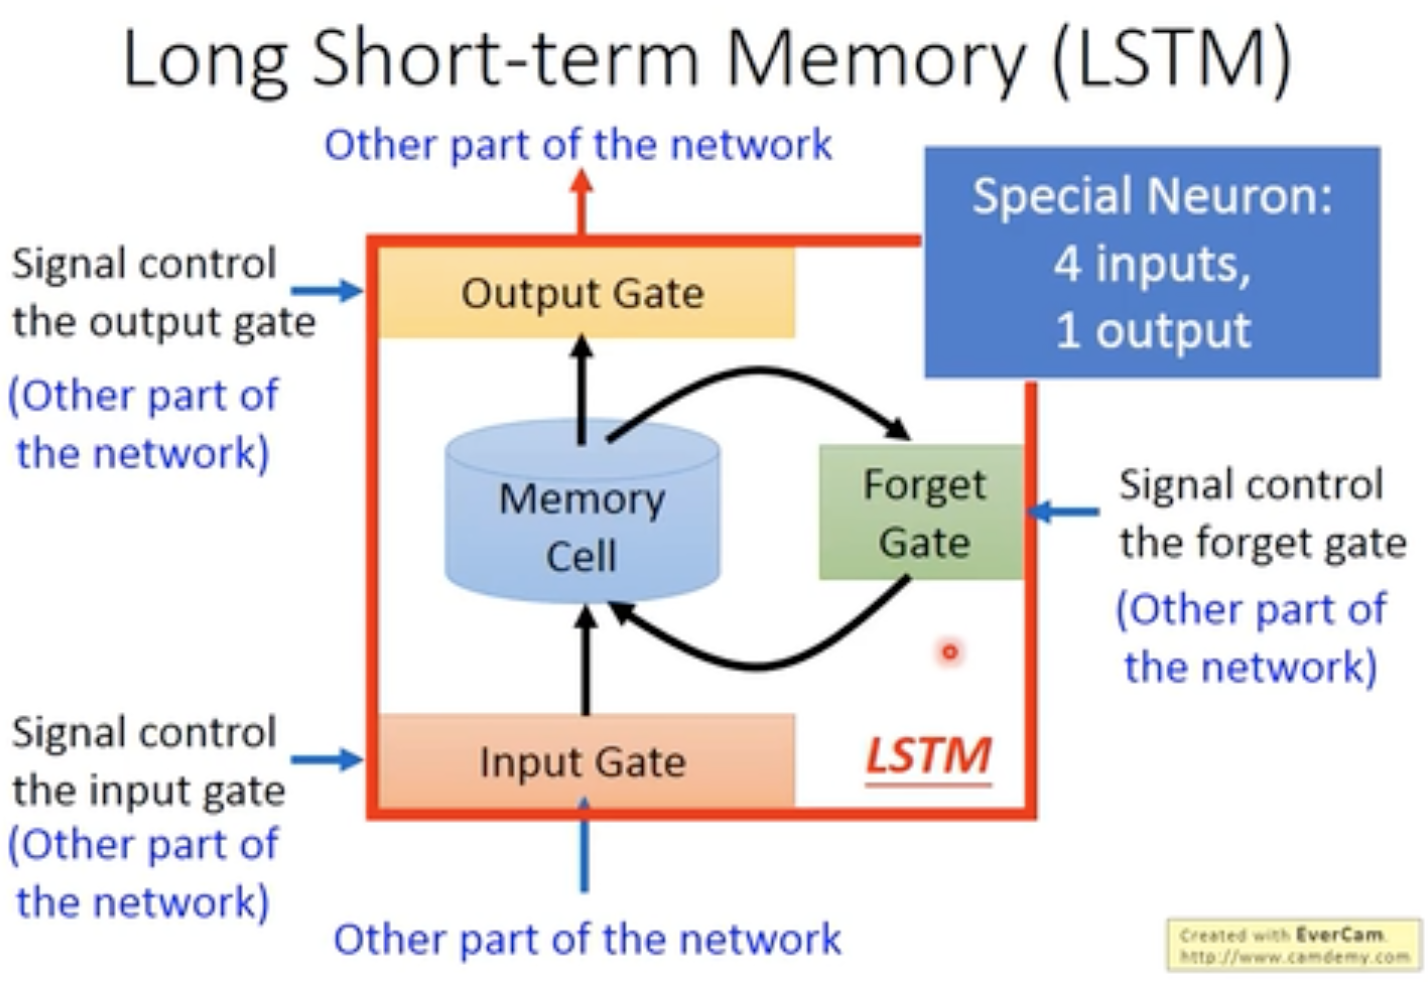 Long Short-term Memory (LSTM)
Other part of the network
Special Neuron:
4 inputs,
1 output
Signal control
the output gate
(Other part of
the network)
Output Gate
Memory
Cell
Forget
Gate
Signal control
the forget gate
(Other part of
the network)
Signal control
the input gate
(Other part of
the network)
Input Gate
LSTM
Other part of the network
Created with EverCam.
http://www.camdemy.com